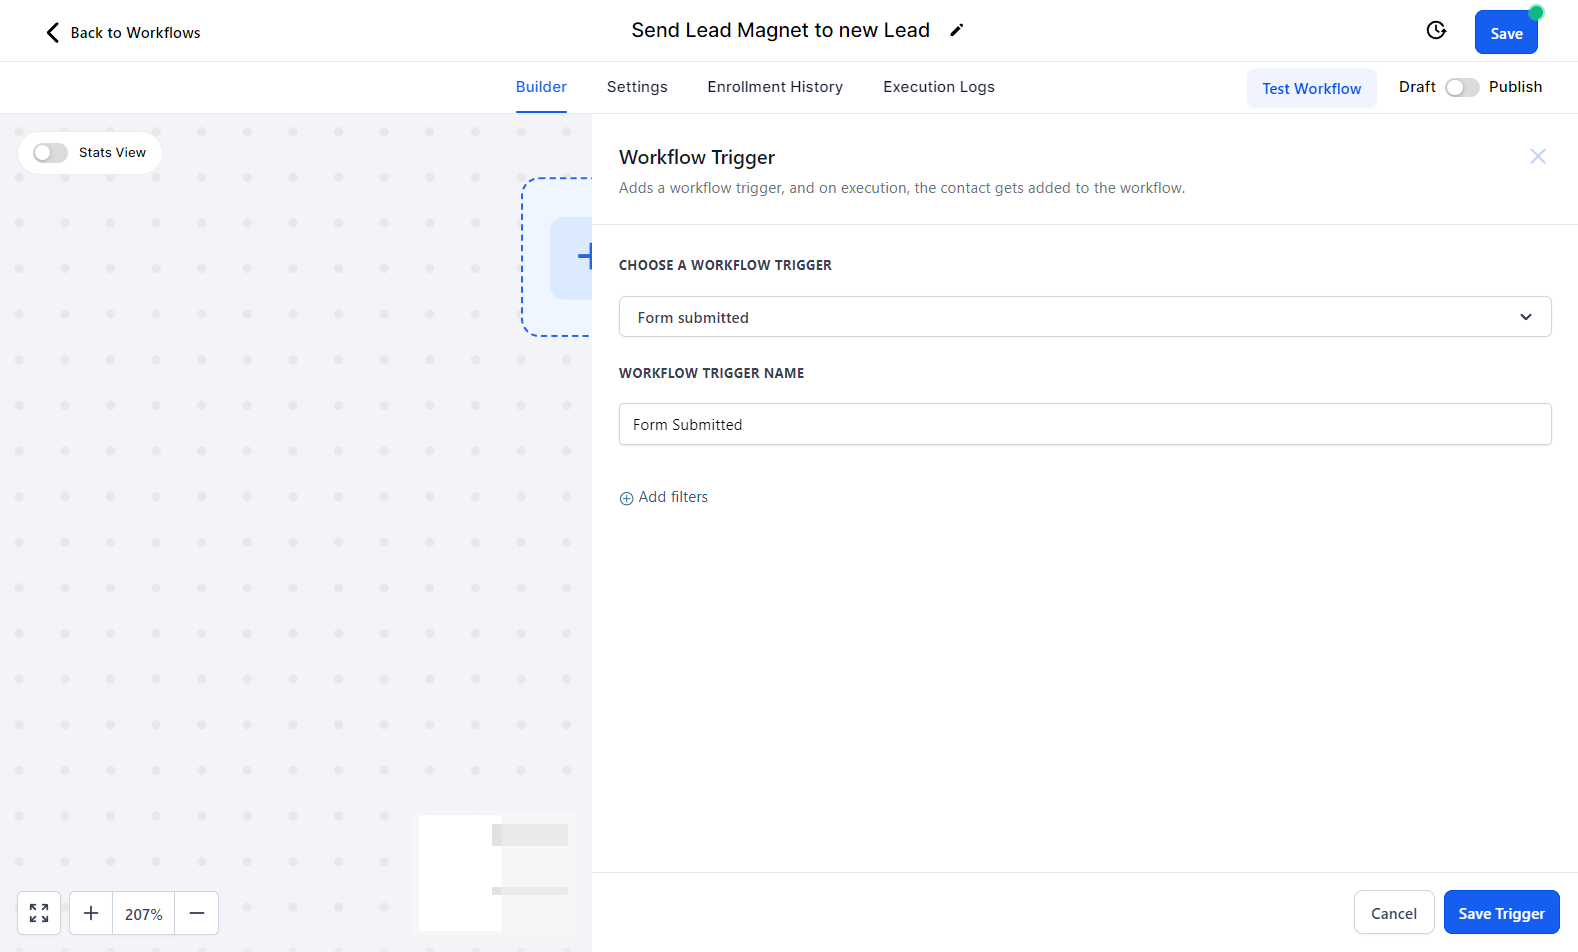 Back to Workflows
Send Lead Magnet to new Lead
Save
Builder
Settings
Enrollment History
Execution Logs
Test Workflow
Draft
Publish
Stats View
Workflow Trigger
Adds a workflow trigger, and on execution, the contact gets added to the workflow.
CHOOSE A WORKFLOW TRIGGER
Form submitted
WORKFLOW TRIGGER NAME
Form Submitted
Add filters
207%
Cancel
Save Trigger